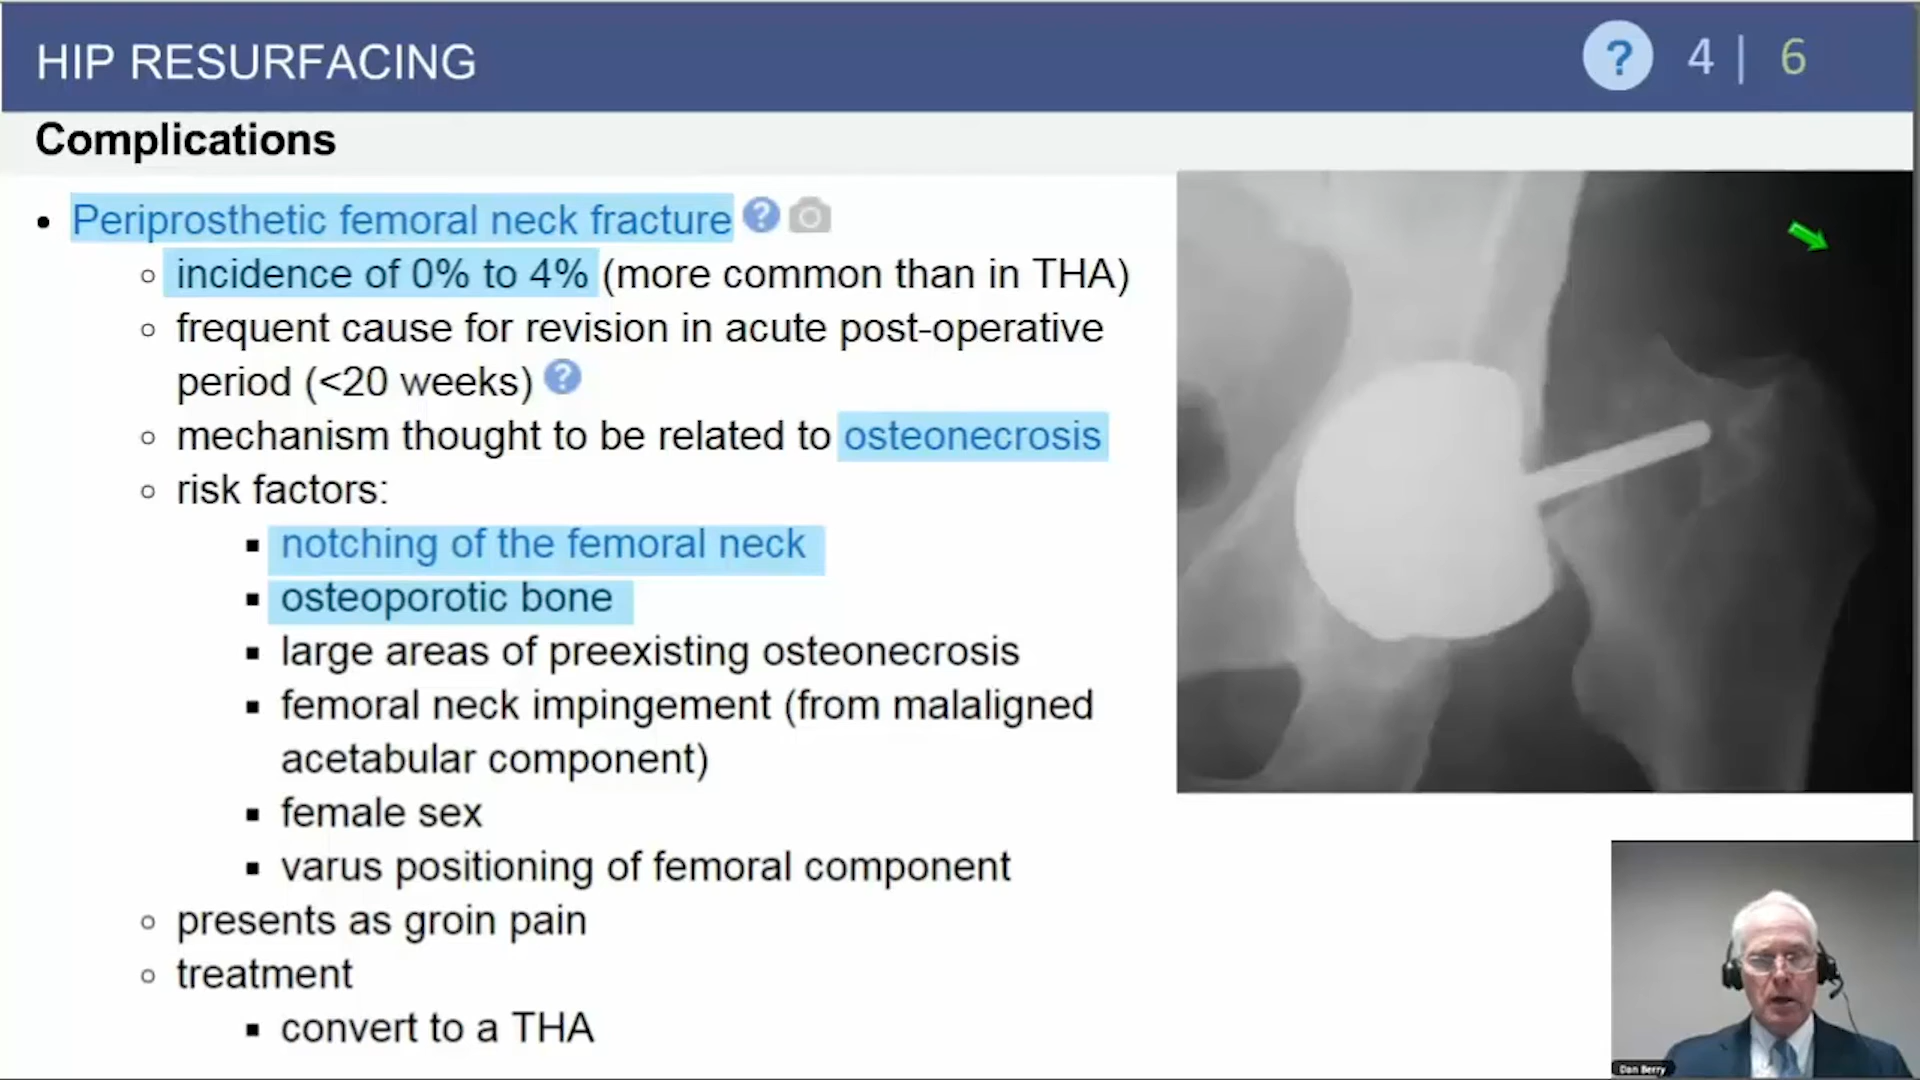 HIP RESURFACING
? 4 | 6
Complications
• Periprosthetic femoral neck fracture ?
○ incidence of 0% to 4% (more common than in THA)
○ frequent cause for revision in acute post-operative
period (<20 weeks) ?
○ mechanism thought to be related to osteonecrosis
○ risk factors:
▪ notching of the femoral neck
▪ osteoporotic bone
▪ large areas of preexisting osteonecrosis
▪ femoral neck impingement (from malaligned
acetabular component)
▪ female sex
▪ varus positioning of femoral component
○ presents as groin pain
○ treatment
▪ convert to a THA
Dan Berry